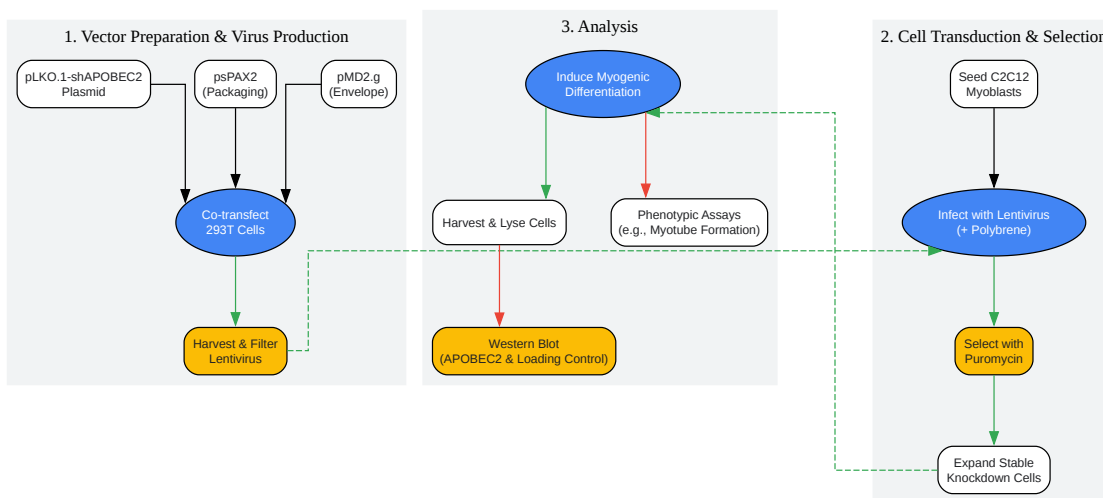 1. Vector Preparation & Virus Production
pLKO.1-shAPOBEC2
Plasmid
psPAX2
(Packaging)
pMD2.g
(Envelope)
Co-transfect
293T Cells
Harvest & Filter
Lentivirus
3. Analysis
Induce Myogenic
Differentiation
Harvest & Lyse Cells
Phenotypic Assays
(e.g., Myotube Formation)
Western Blot
(APOBEC2 & Loading Control)
2. Cell Transduction & Selection
Seed C2C12
Myoblasts
Infect with Lentivirus
(+ Polybrene)
Select with
Puromycin
Expand Stable
Knockdown Cells